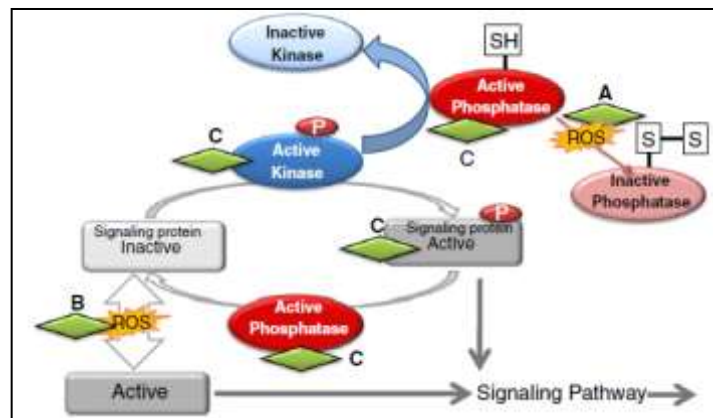 Inactive
Kinase
SH
Active
Phosphatase
A
ROS
S S
Inactive
Phosphatase
C
P
Active
Kinase
C
Signaling protein
Inactive
P
C
Signaling protein
Active
B
ROS
Active
Phosphatase
C
Active
Signaling Pathway